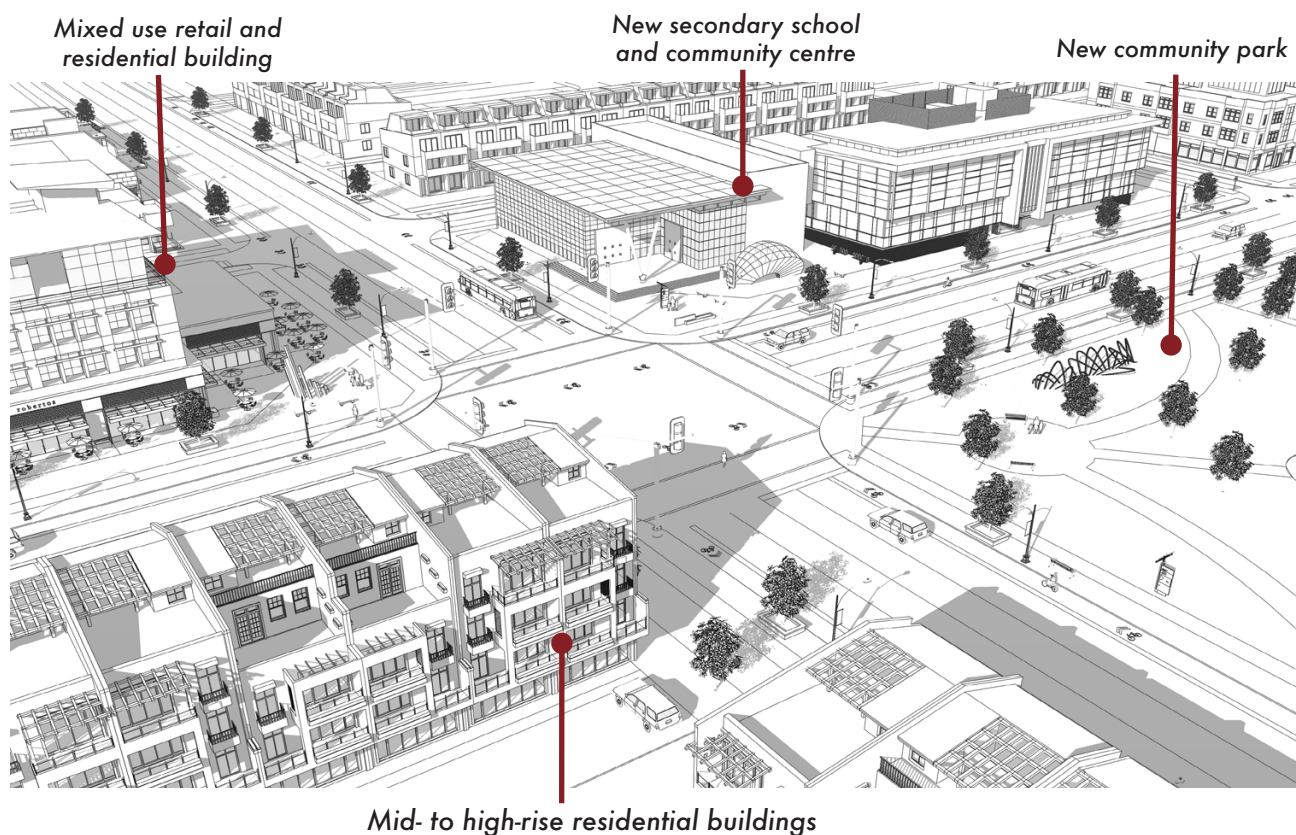 Mixed use retail and
residential building
New secondary school
and community centre
New community park
robertos
Mid- to high-rise residential buildings